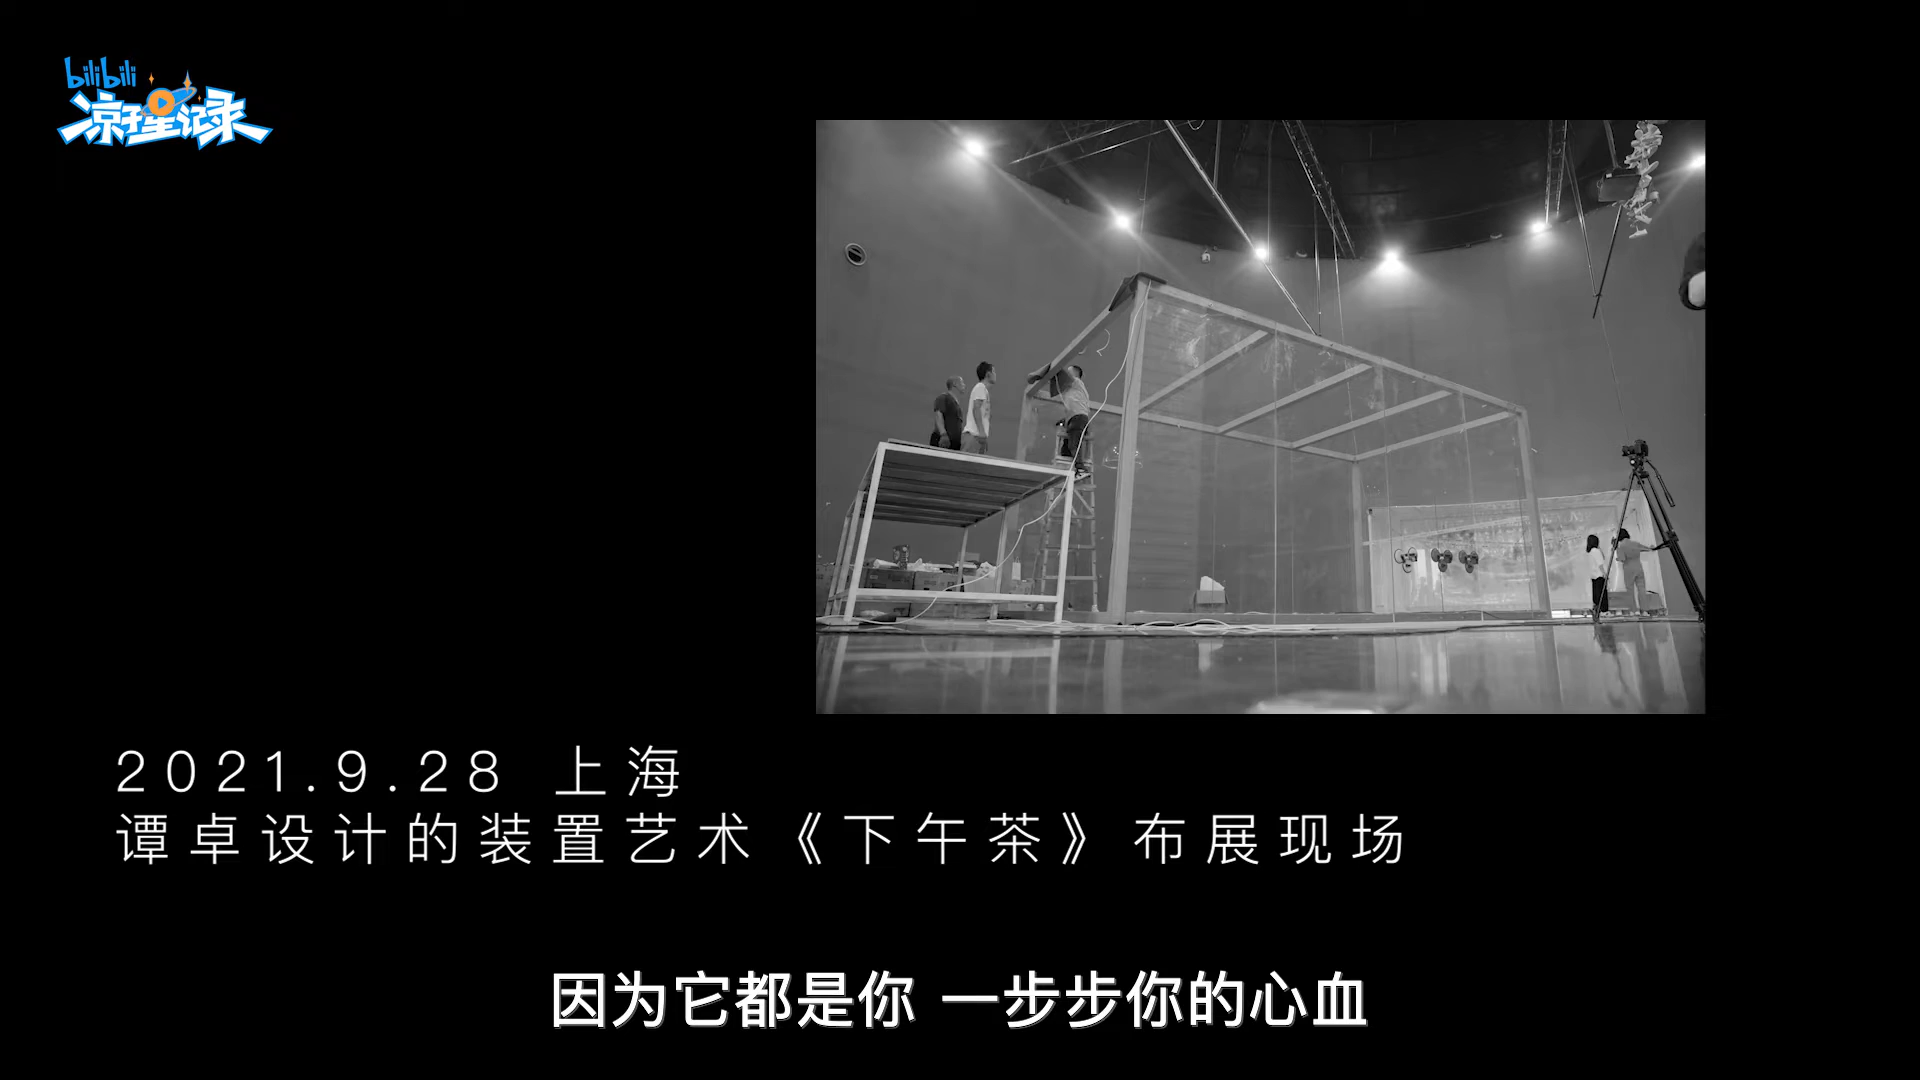 bilibili
凉子星记录
2021.9.28 上海
谭卓设计的装置艺术《下午茶》布展现场
因为它都是你 一步步你的心血